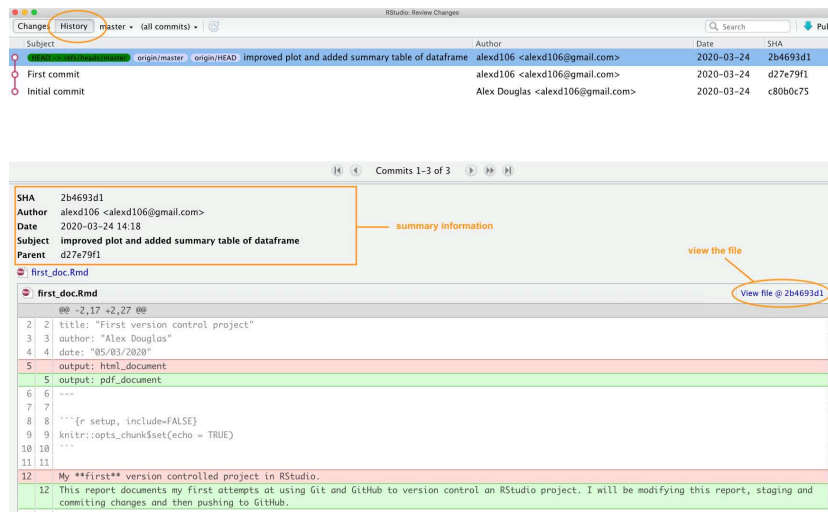 RStudio: Review Changes
Changes History master (all commits) Search Pul
Subject Author Date SHA
HEAD -> refs/heads/master origin/master origin/HEAD improved plot and added summary table of dataframe alexd106 <alexd106@gmail.com> 2020-03-24 2b4693d1
First commit alexd106 <alexd106@gmail.com> 2020-03-24 d27e79f1
Initial commit Alex Douglas <alexd106@gmail.com> 2020-03-24 c80b0c75
Commits 1-3 of 3
SHA 2b4693d1
Author alexd106 <alexd106@gmail.com>
Date 2020-03-24 14:18
summary information
Subject improved plot and added summary table of dataframe
Parent d27e79f1
view the file
first_doc.Rmd
first_doc.Rmd View file @ 2b4693d1
@@ -2,17 +2,27 @@
2 2 title: "First version control project"
3 3 author: "Alex Douglas"
4 4 date: "05/03/2020"
5 output: html_document
5 output: pdf_document
6 6 ---
7 7
8 8 ```{r setup, include=FALSE}
9 9 knitr::opts_chunk$set(echo = TRUE)
10 10 ```
11 11
12 My **first** version controlled project in RStudio.
12 This report documents my first attempts at using Git and GitHub to version control an RStudio project. I will be modifying this report, staging and
commiting changes and then pushing to GitHub.